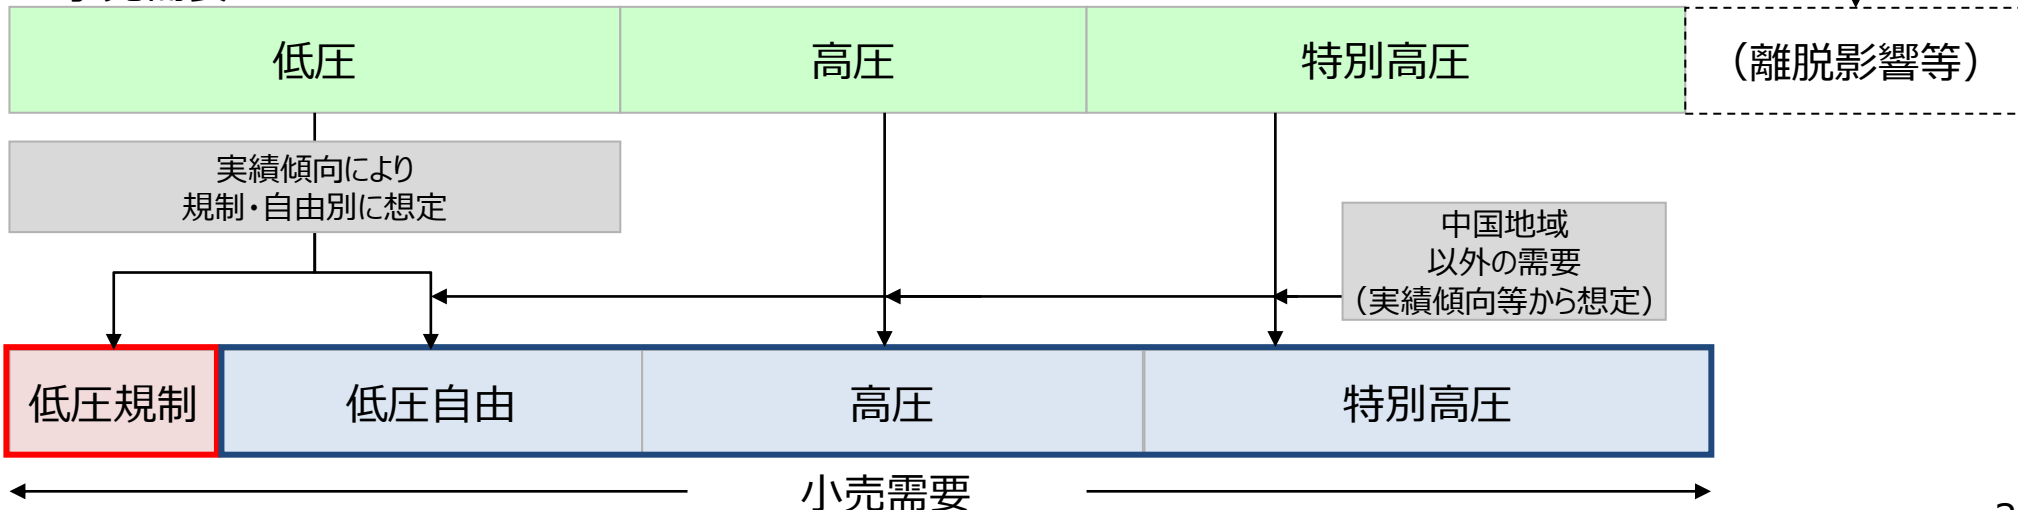 低圧
高圧
特別高圧
（離脱影響等）
実績傾向により
規制・自由別に想定
中国地域
以外の需要
（実績傾向等から想定）
低圧規制
低圧自由
高圧
特別高圧
小売需要